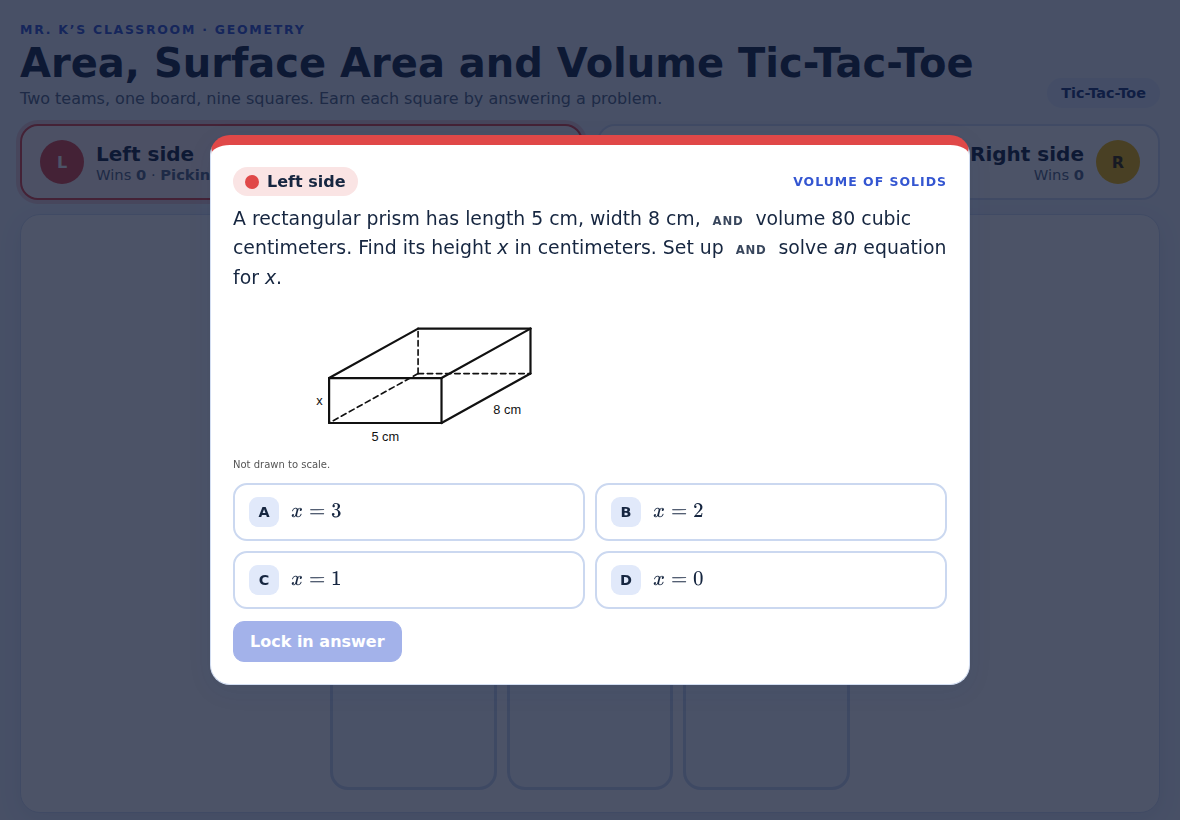 MR. K’S CLASSROOM · GEOMETRY
Area, Surface Area and Volume Tic-Tac-Toe
Two teams, one board, nine squares. Earn each square by answering a problem.
Tic-Tac-Toe
L
Left side
Wins 0 · Pickin
Right side
Wins 0
R
Left side
VOLUME OF SOLIDS
A rectangular prism has length 5 cm, width 8 cm, AND volume 80 cubic
centimeters. Find its height x in centimeters. Set up AND solve an equation
for x.
x
8 cm
5 cm
Not drawn to scale.
A x = 3
B x = 2
C x = 1
D x = 0
Lock in answer